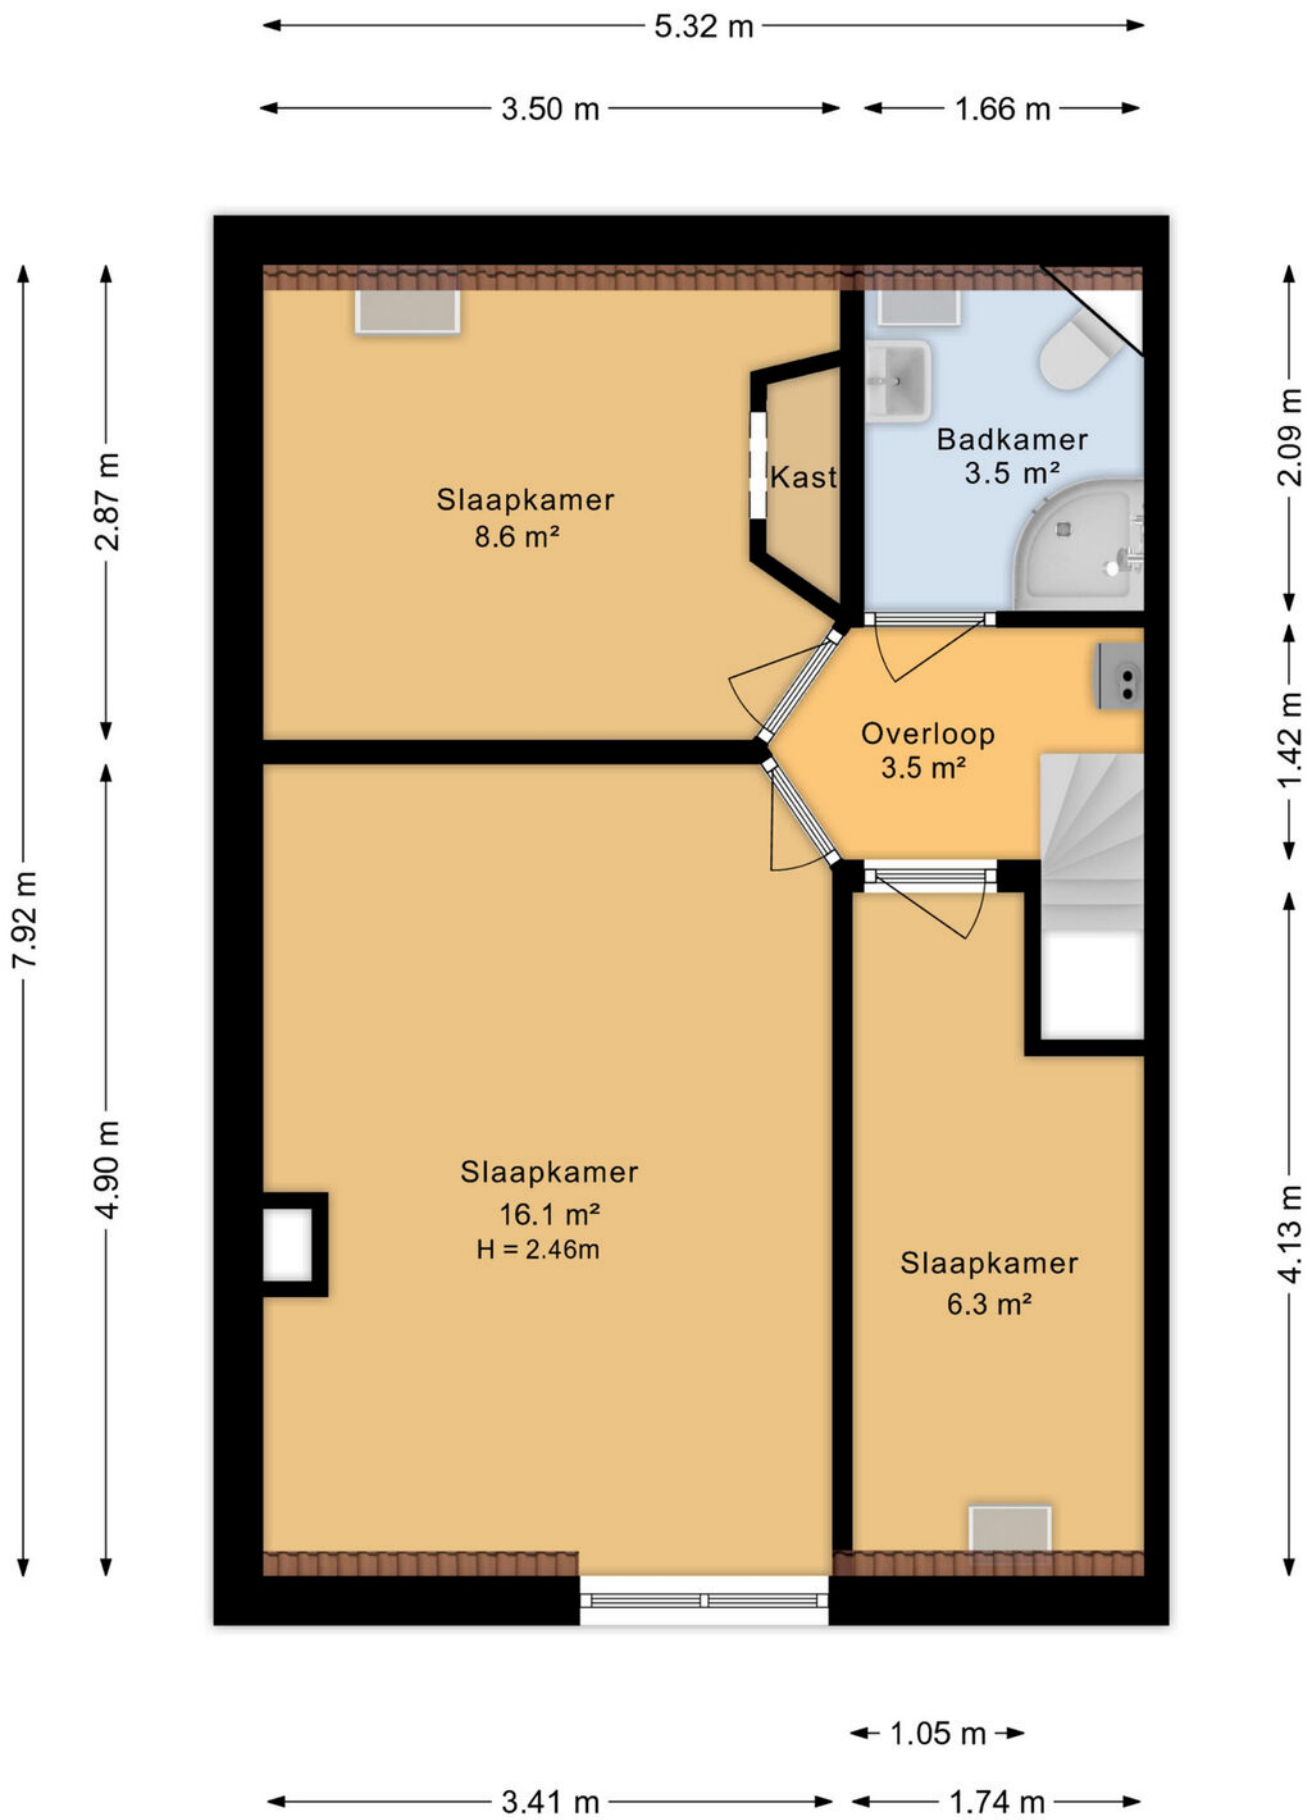 5.32 m
3.50 m
1.66 m
2.87 m
2.09 m
Badkamer
3.5 m²
Kast
Slaapkamer
8.6 m²
1.42 m
Overloop
3.5 m²
7.92 m
4.90 m
Slaapkamer
16.1 m²
H = 2.46m
4.13 m
Slaapkamer
6.3 m²
1.05 m
3.41 m
1.74 m